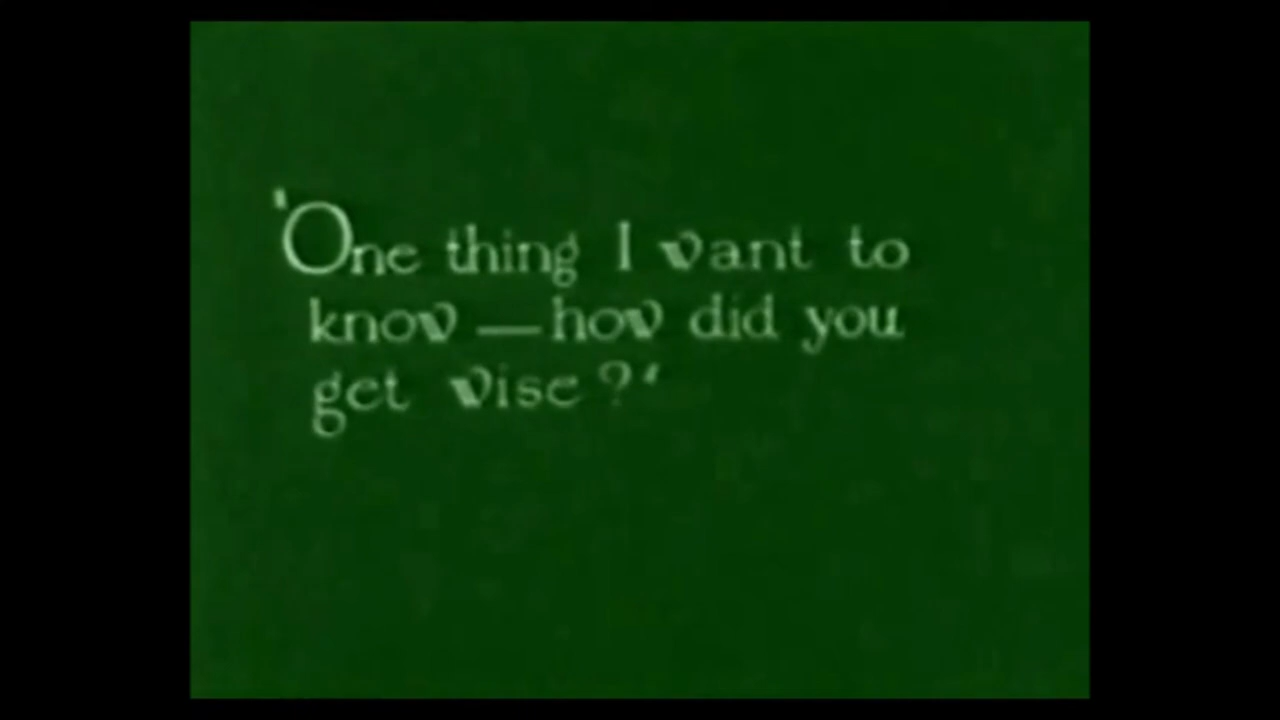 "One thing I want to
know — how did you
get wise?"